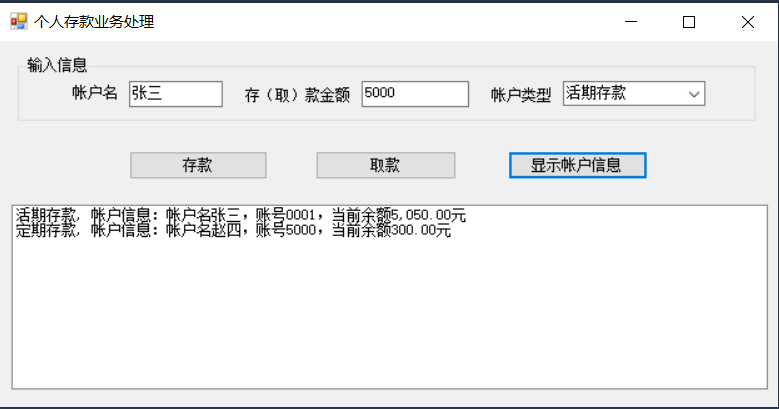 个人存款业务处理
输入信息
帐户名 张三 存（取）款金额 5000 帐户类型 活期存款
存款 取款 显示帐户信息
活期存款, 帐户信息: 帐户名张三，账号0001，当前余额5,050.00元
定期存款, 帐户信息: 帐户名赵四，账号5000，当前余额300.00元